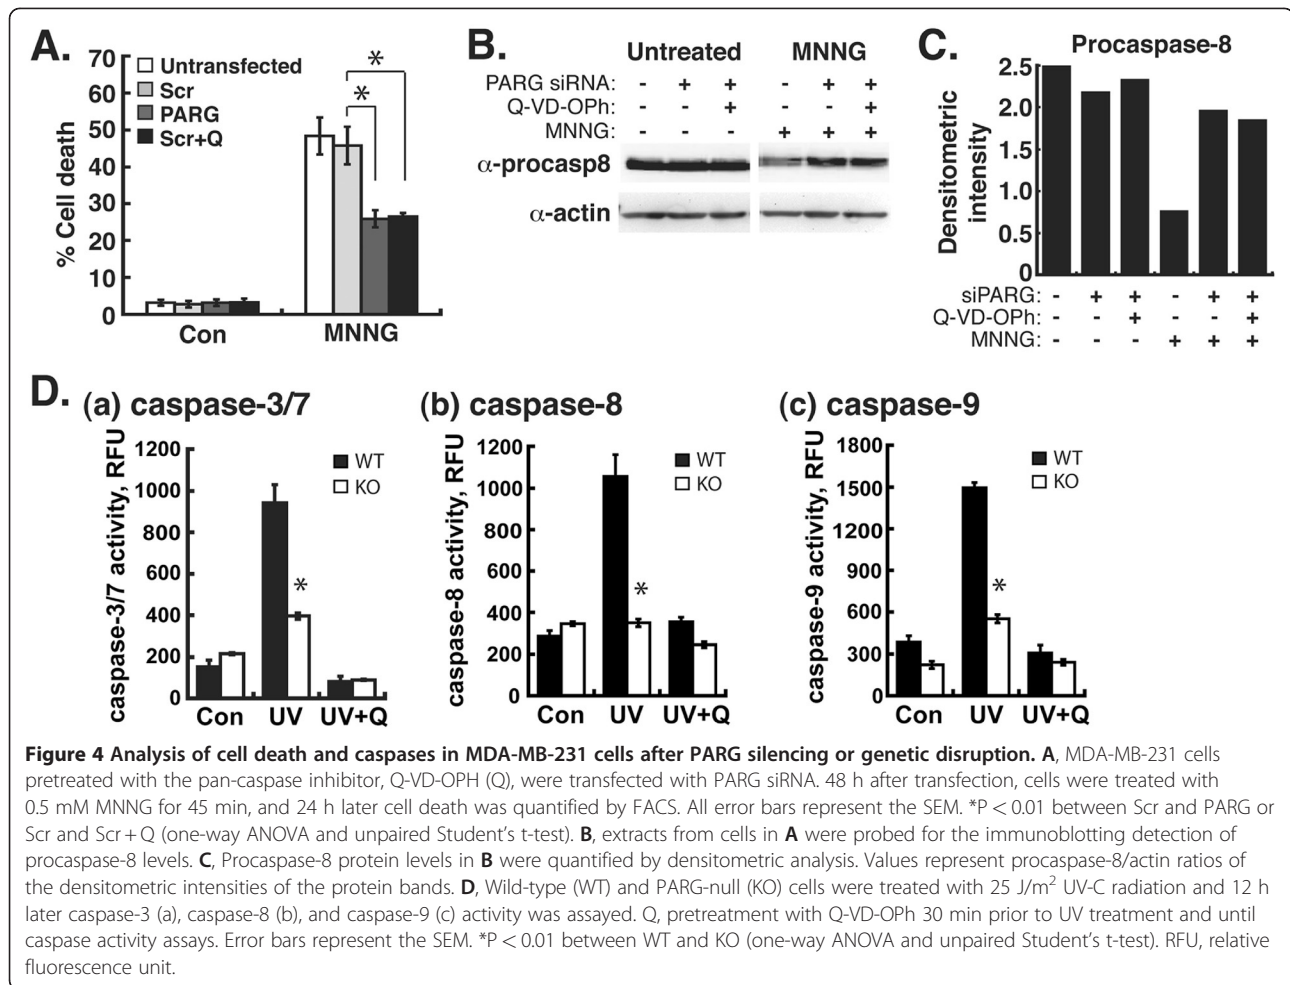 A.
70
60
50
40
30
20
10
0
% Cell death
Untransfected
Scr
PARG
Scr+Q
*
*
Con MNNG
B.
Untreated MNNG
PARG siRNA: - + + - + +
Q-VD-OPh: - - + - - +
MNNG: - - - + + +
α-procasp8
α-actin
C.
Procaspase-8
Densitometric
intensity
2.5
2.0
1.5
1.0
0.5
0
siPARG: - + + - + +
Q-VD-OPh: - - + - - +
MNNG: - - - + + +
D.
(a) caspase-3/7
caspase-3/7 activity, RFU
1200
1000
800
600
400
200
0
WT
KO
*
Con UV UV+Q
(b) caspase-8
caspase-8 activity, RFU
1200
1000
800
600
400
200
0
WT
KO
*
Con UV UV+Q
(c) caspase-9
caspase-9 activity, RFU
1800
1500
1200
900
600
300
0
WT
KO
*
Con UV UV+Q
Figure 4 Analysis of cell death and caspases in MDA-MB-231 cells after PARG silencing or genetic disruption. A, MDA-MB-231 cells
pretreated with the pan-caspase inhibitor, Q-VD-OPH (Q), were transfected with PARG siRNA. 48 h after transfection, cells were treated with
0.5 mM MNNG for 45 min, and 24 h later cell death was quantified by FACS. All error bars represent the SEM. *P < 0.01 between Scr and PARG or
Scr and Scr + Q (one-way ANOVA and unpaired Student's t-test). B, extracts from cells in A were probed for the immunoblotting detection of
procaspase-8 levels. C, Procaspase-8 protein levels in B were quantified by densitometric analysis. Values represent procaspase-8/actin ratios of
the densitometric intensities of the protein bands. D, Wild-type (WT) and PARG-null (KO) cells were treated with 25 J/m² UV-C radiation and 12 h
later caspase-3 (a), caspase-8 (b), and caspase-9 (c) activity was assayed. Q, pretreatment with Q-VD-OPh 30 min prior to UV treatment and until
caspase activity assays. Error bars represent the SEM. *P < 0.01 between WT and KO (one-way ANOVA and unpaired Student's t-test). RFU, relative
fluorescence unit.